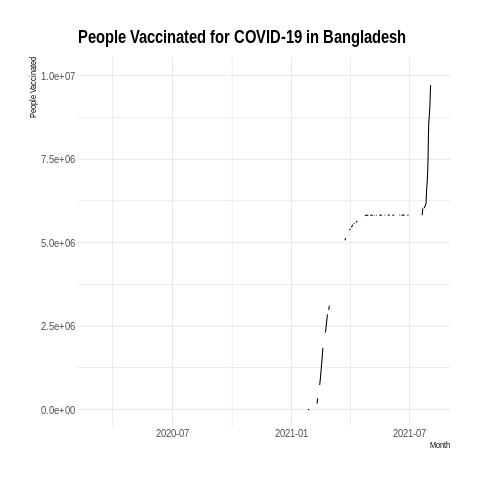 People Vaccinated for COVID-19 in Bangladesh
People Vaccinated
1.0e+07
7.5e+06
5.0e+06
2.5e+06
0.0e+00
2020-07 2021-01 2021-07
Month